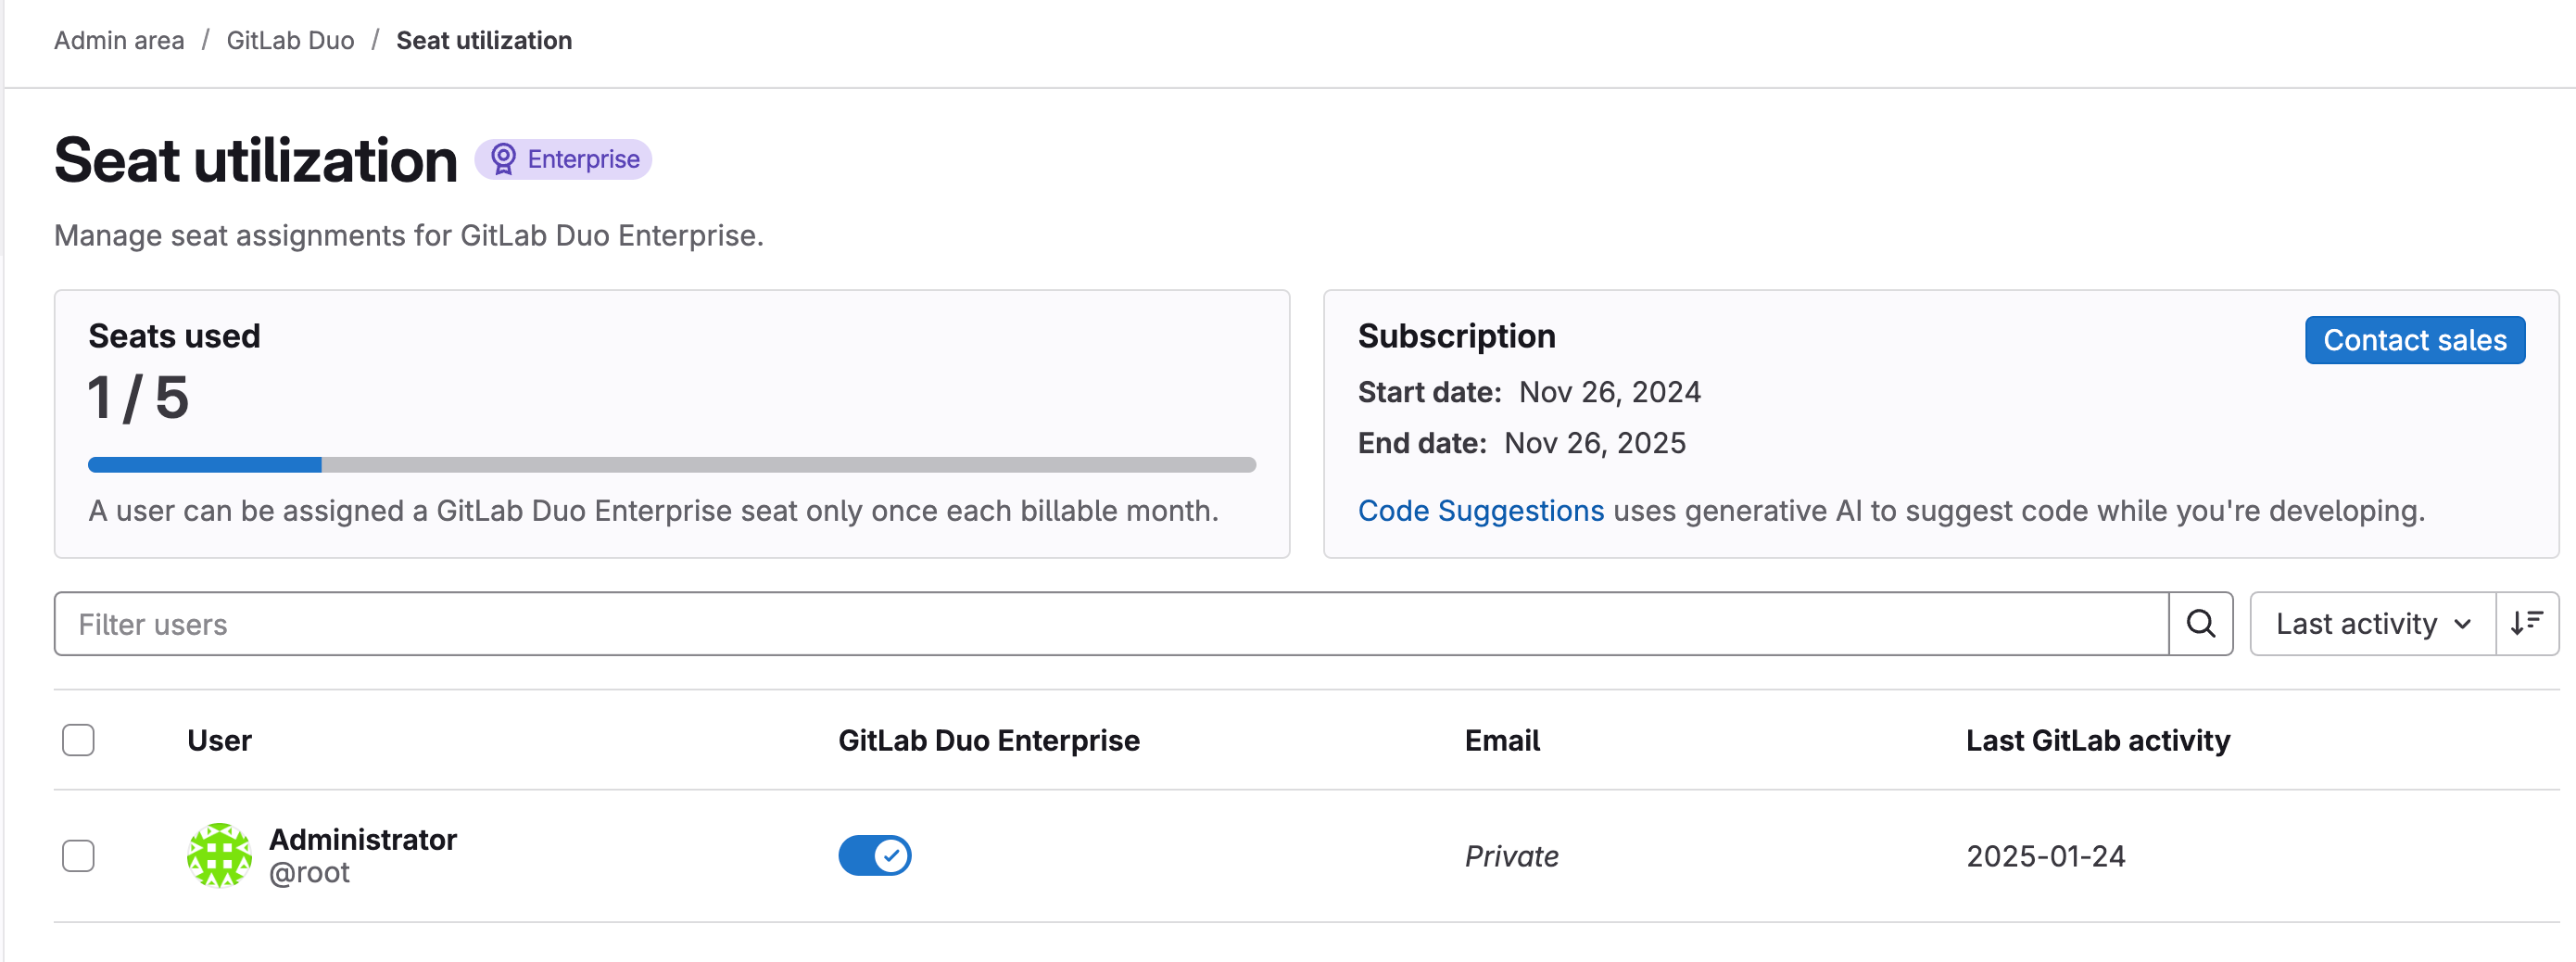 Admin area / GitLab Duo / Seat utilization
Seat utilization Enterprise
Manage seat assignments for GitLab Duo Enterprise.
Seats used
1 / 5
A user can be assigned a GitLab Duo Enterprise seat only once each billable month.
Subscription
Contact sales
Start date: Nov 26, 2024
End date: Nov 26, 2025
Code Suggestions uses generative AI to suggest code while you're developing.
Filter users
Last activity
User GitLab Duo Enterprise Email Last GitLab activity
Administrator
@root
Private
2025-01-24